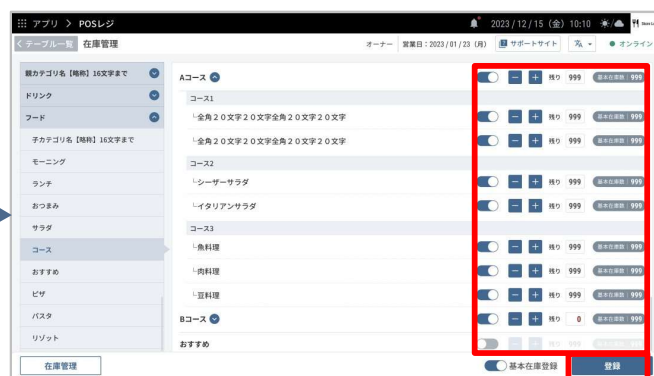 アプリ > POSレジ 2023 / 12 / 15（金） 10:10
< テーブル一覧 在庫管理 オーナー 営業日：2023 / 01 / 23（月） サポートサイト オンライン
親カテゴリ名【略称】16文字まで
ドリンク
フード
子カテゴリ名【略称】16文字まで
モーニング
ランチ
おつまみ
サラダ
コース
おすすめ
ピザ
パスタ
リゾット
Aコース − + 残り 999 基本在庫数 999
コース1
└全角20文字20文字全角20文字20文字 − + 残り 999 基本在庫数 999
└全角20文字20文字全角20文字20文字 − + 残り 999 基本在庫数 999
コース2
└シーザーサラダ − + 残り 999 基本在庫数 999
└イタリアンサラダ − + 残り 999 基本在庫数 999
コース3
└魚料理 − + 残り 999 基本在庫数 999
└肉料理 − + 残り 999 基本在庫数 999
└豆料理 − + 残り 999 基本在庫数 999
Bコース − + 残り 0 基本在庫数 999
おすすめ − + 残り 999 基本在庫数 999
在庫管理 基本在庫登録 登録